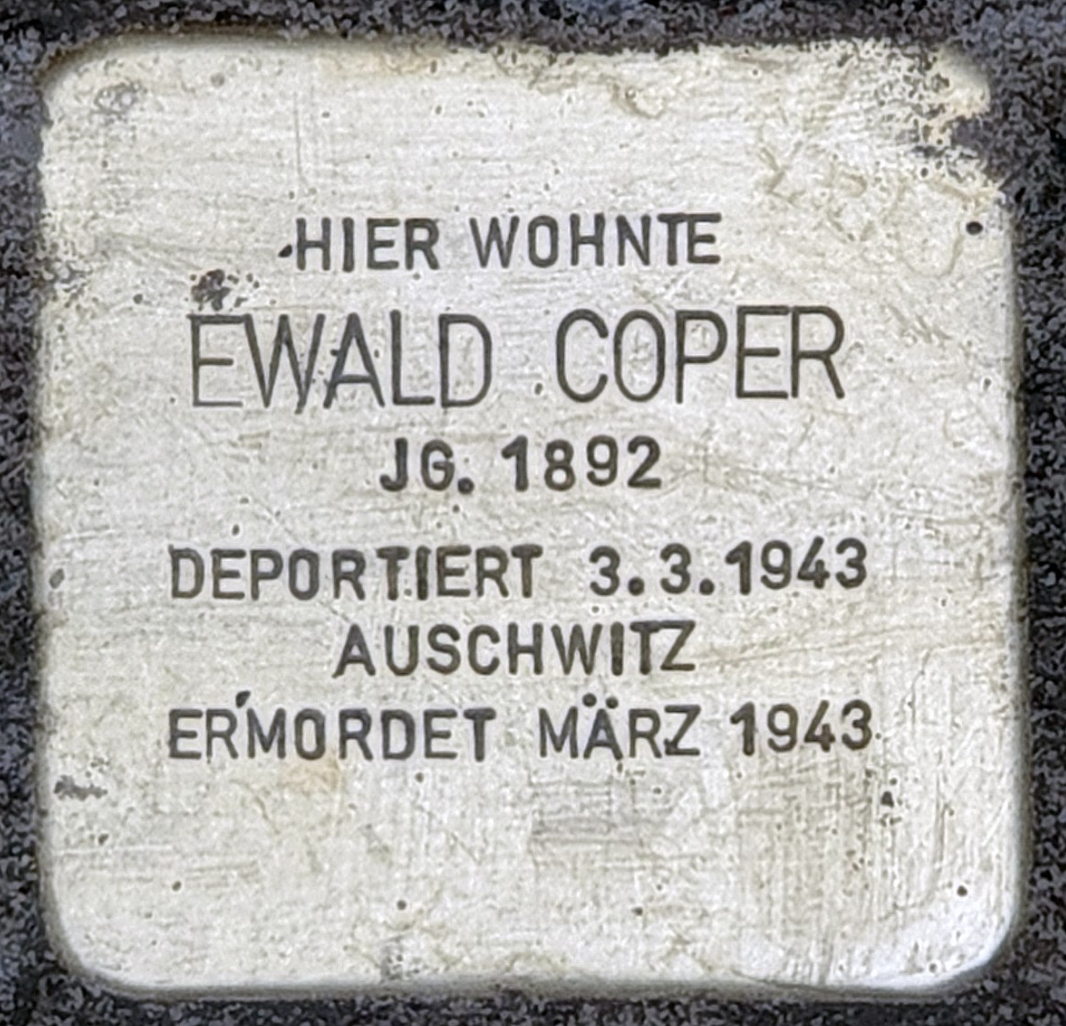 HIER WOHNTE
EWALD COPER
JG. 1892
DEPORTIERT 3.3.1943
AUSCHWITZ
ERMORDET MÄRZ 1943